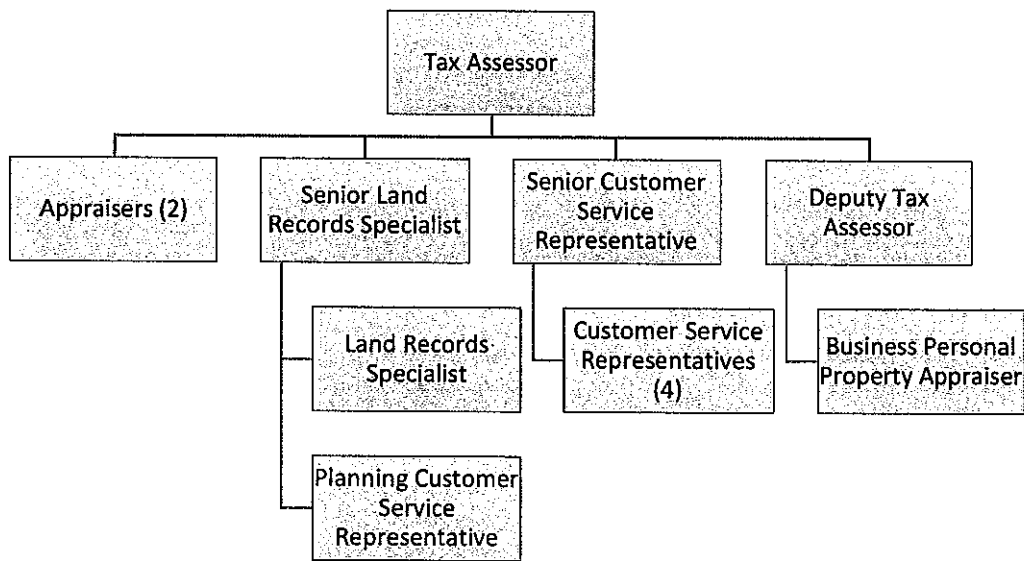 Tax Assessor
Appraisers (2)
Senior Land
Records Specialist
Senior Customer
Service
Representative
Deputy Tax
Assessor
Land Records
Specialist
Customer Service
Representatives
(4)
Business Personal
Property Appraiser
Planning Customer
Service
Representative